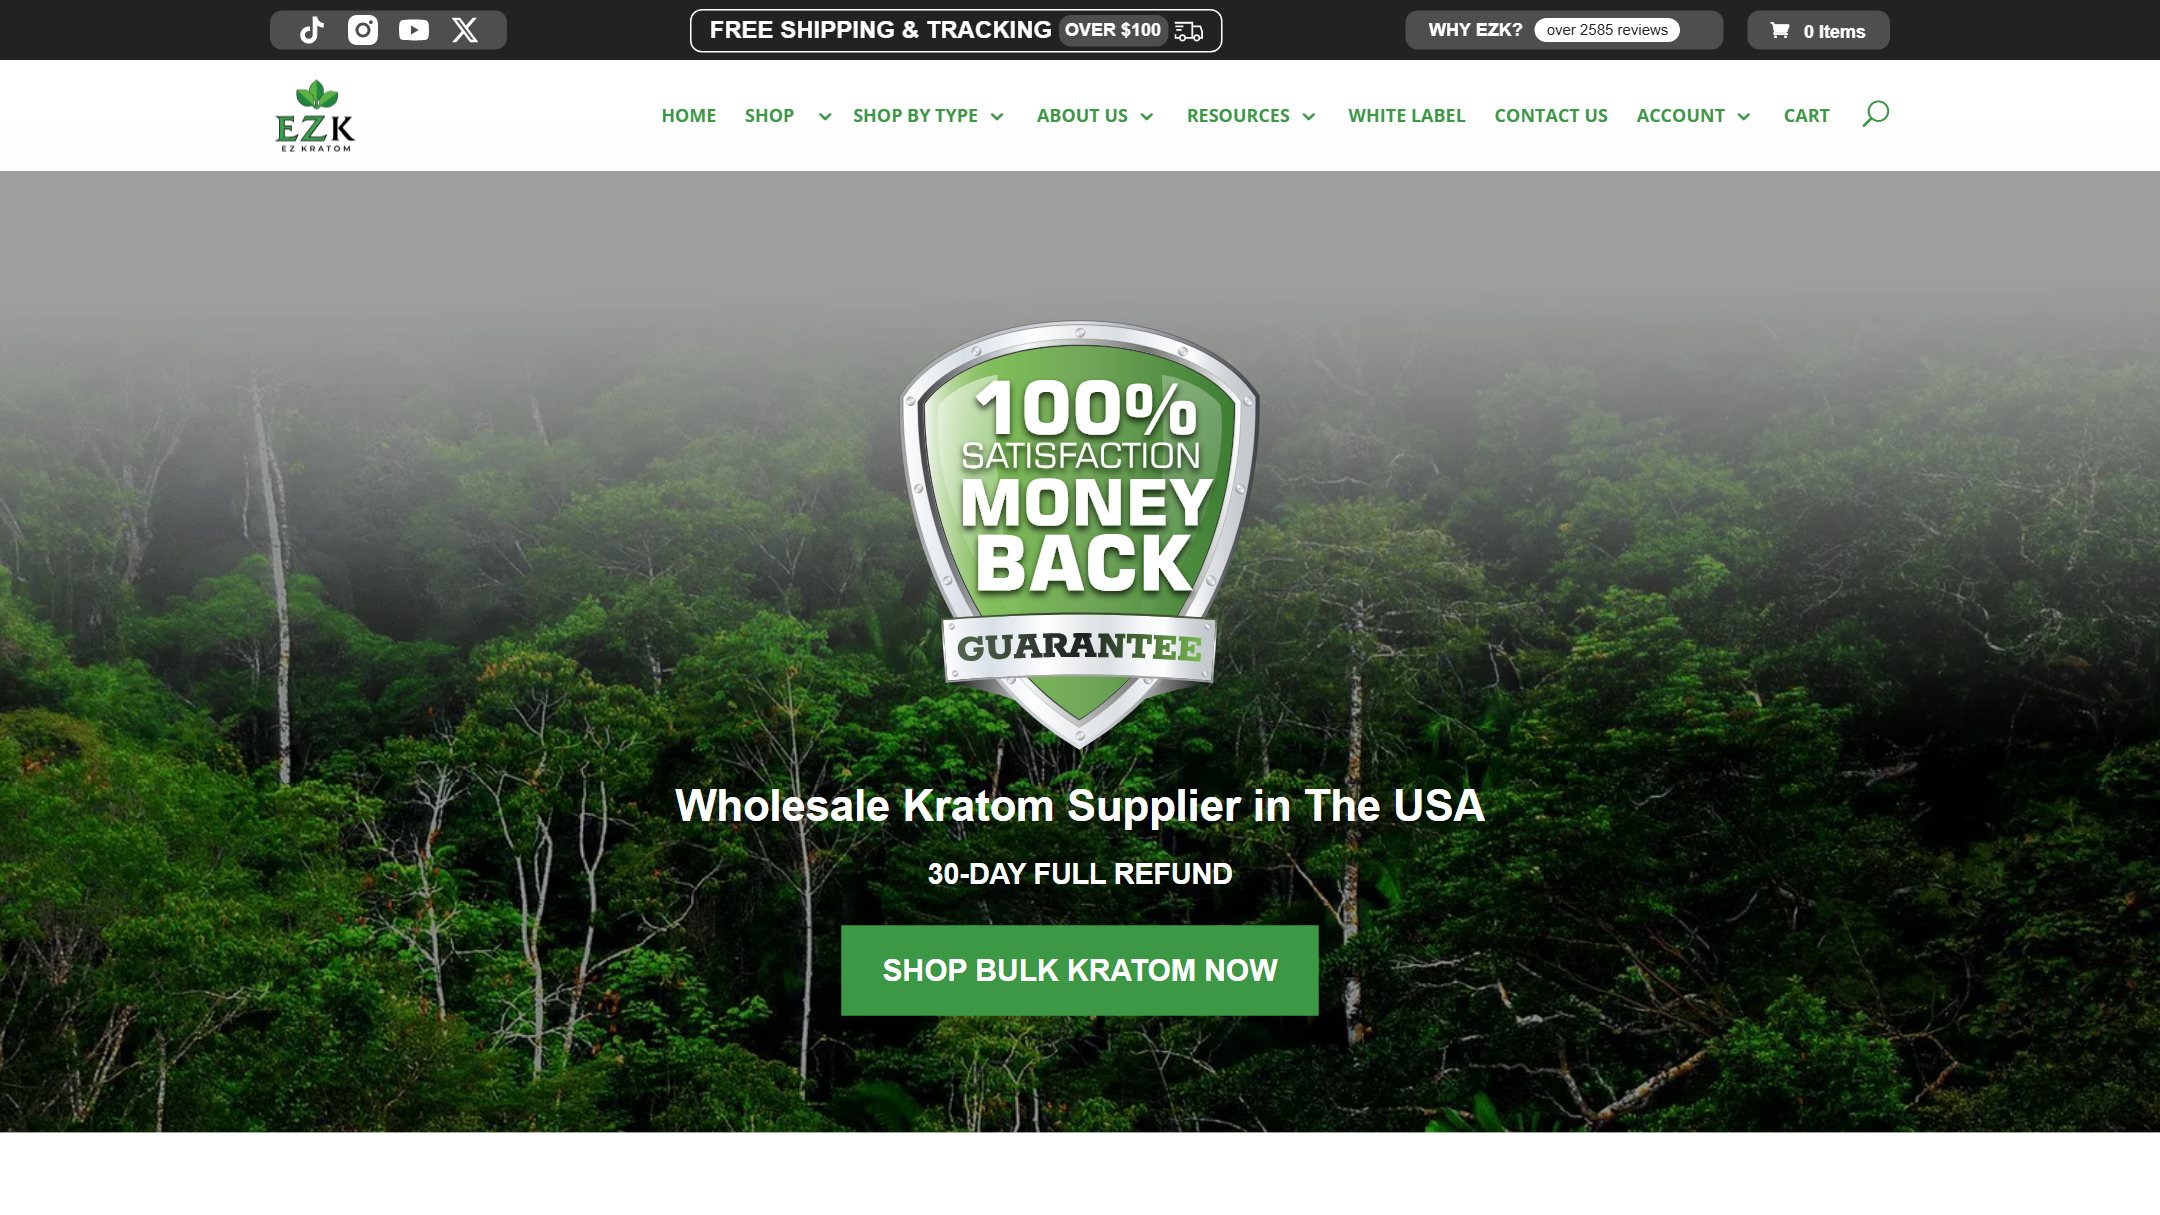 FREE SHIPPING & TRACKING OVER $100
WHY EZK? over 2585 reviews
0 Items
EZK
EZ KRATOM
HOME SHOP SHOP BY TYPE ABOUT US RESOURCES WHITE LABEL CONTACT US ACCOUNT CART
100%
SATISFACTION
MONEY
BACK
GUARANTEE
Wholesale Kratom Supplier in The USA
30-DAY FULL REFUND
SHOP BULK KRATOM NOW